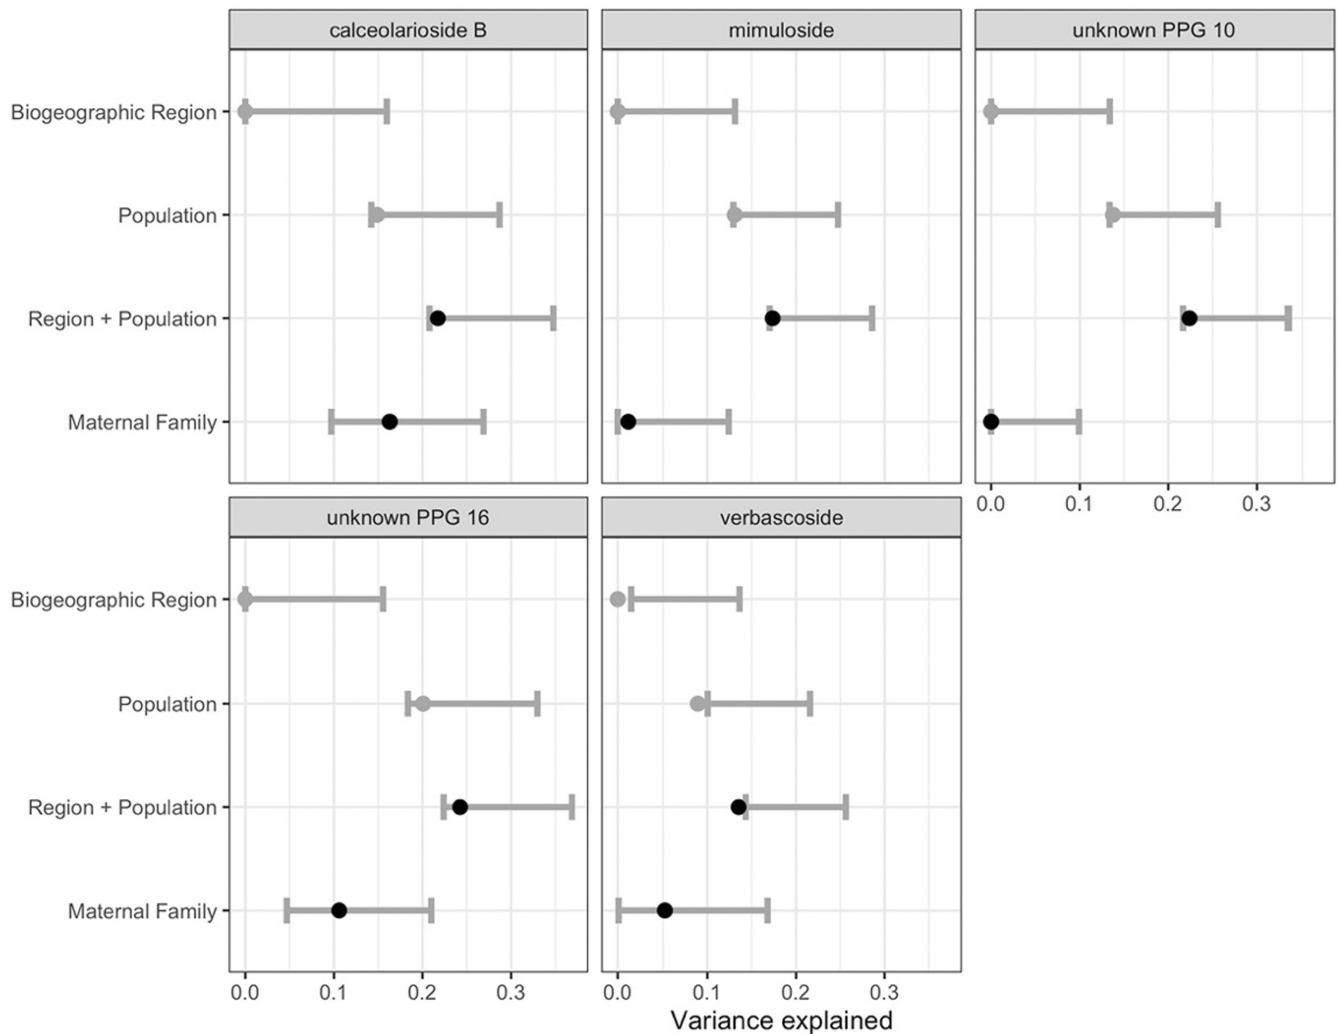 calceolarioside B
mimuloside
unknown PPG 10
Biogeographic Region
Population
Region + Population
Maternal Family
0.0 0.1 0.2 0.3
unknown PPG 16
verbascoside
Biogeographic Region
Population
Region + Population
Maternal Family
0.0 0.1 0.2 0.3
0.0 0.1 0.2 0.3
Variance explained